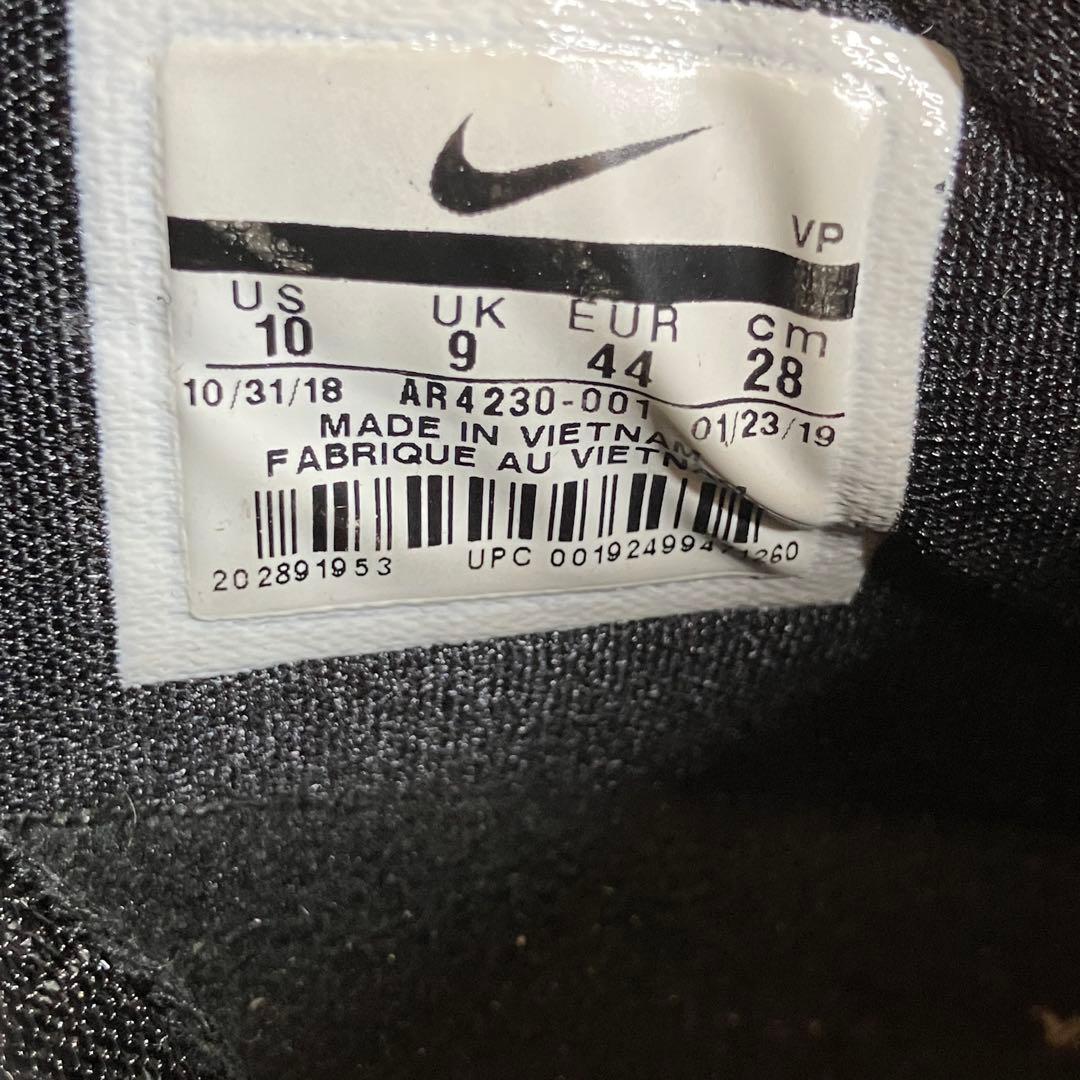 VP
US UK EUR cm
10 9 44 28
10/31/18 AR4230-001 01/23/19
MADE IN VIETNAM
FABRIQUE AU
202891953 UPC